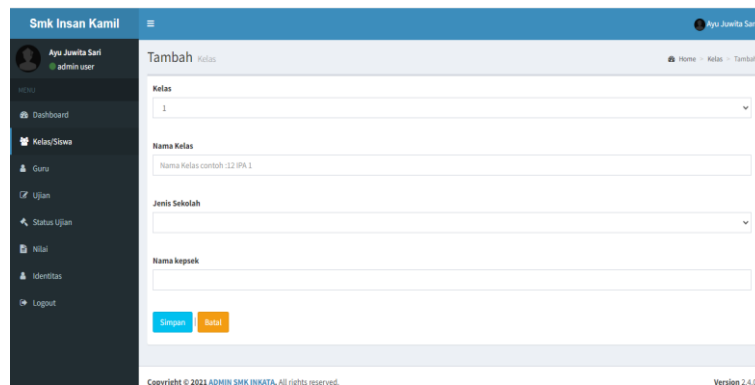 Smk Insan Kamil
Ayu Juwita Sari
Ayu Juwita Sari
admin user
MENU
Dashboard
Kelas/Siswa
Guru
Ujian
Status Ujian
Nilai
Identitas
Logout
Tambah Kelas
Home > Kelas > Tambah
Kelas
1
Nama Kelas
Nama Kelas contoh :12 IPA 1
Jenis Sekolah
Nama kepsek
Simpan | Batal
Copyright © 2021 ADMIN SMK INKATA. All rights reserved.
Version 2.4.0